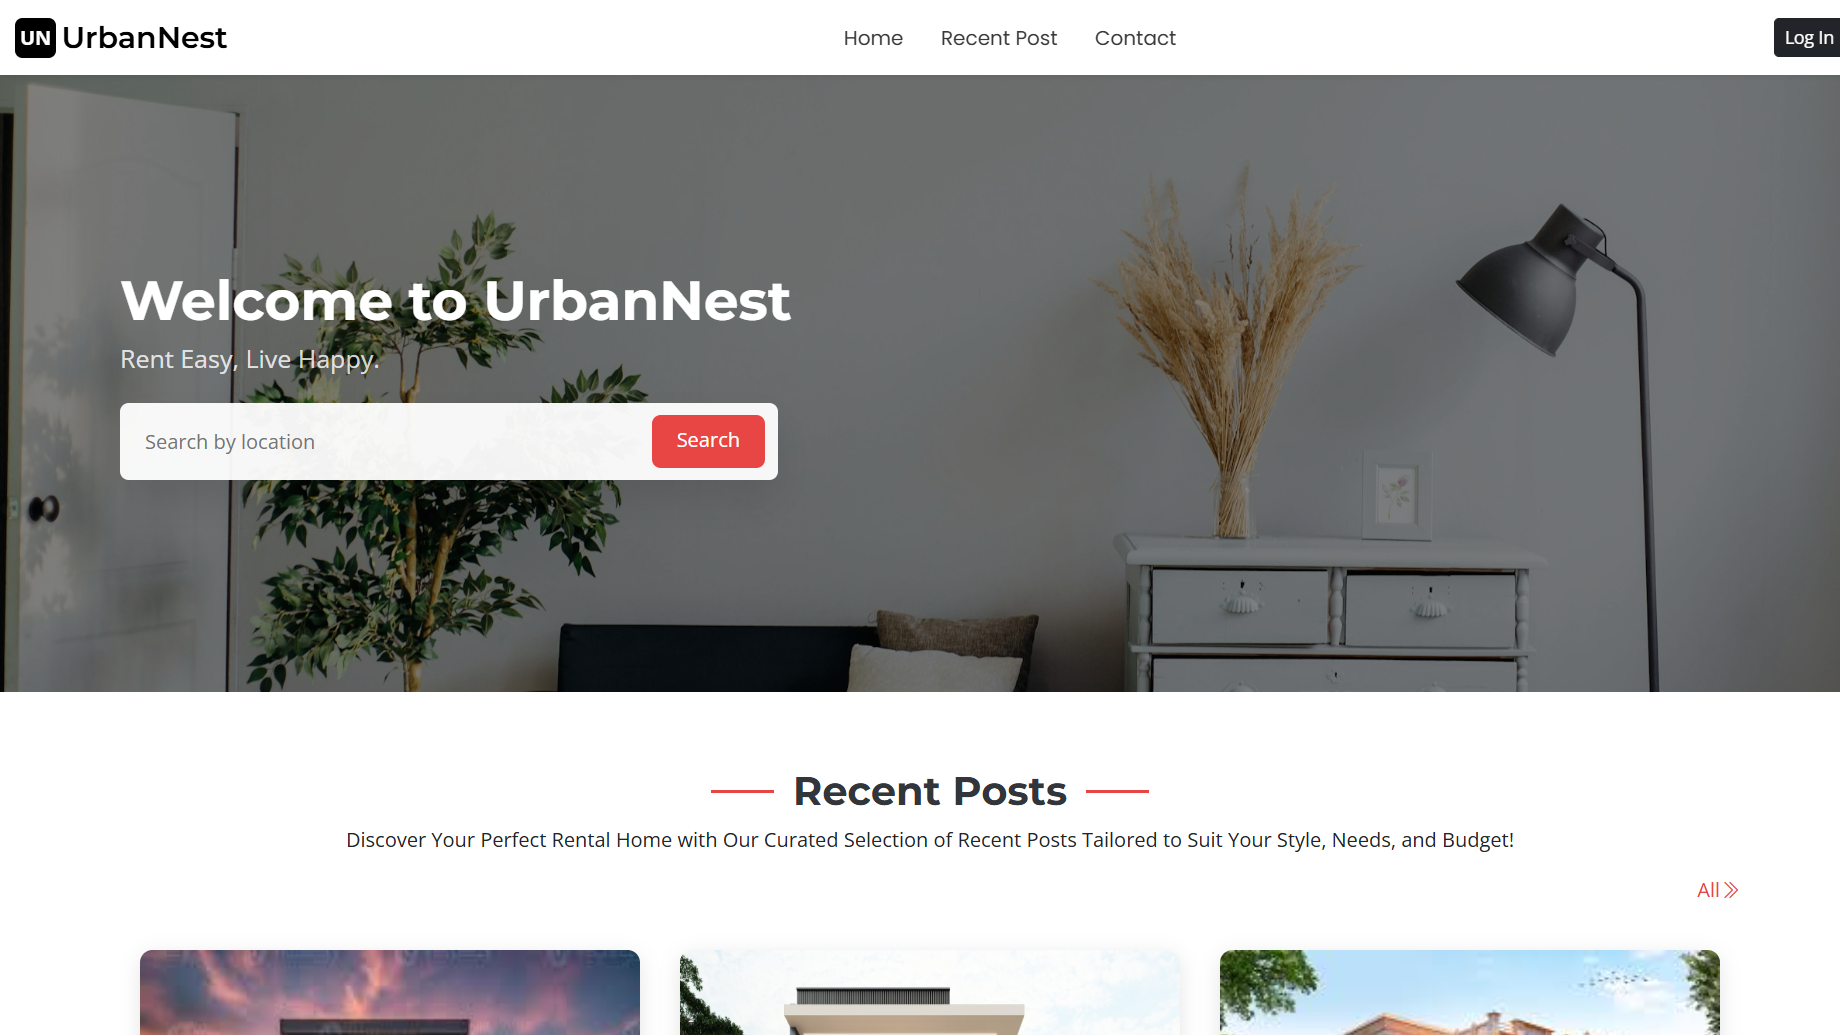 UN UrbanNest
Home Recent Post Contact
Log In
Welcome to UrbanNest
Rent Easy, Live Happy.
Search by location
Search
Recent Posts
Discover Your Perfect Rental Home with Our Curated Selection of Recent Posts Tailored to Suit Your Style, Needs, and Budget!
All